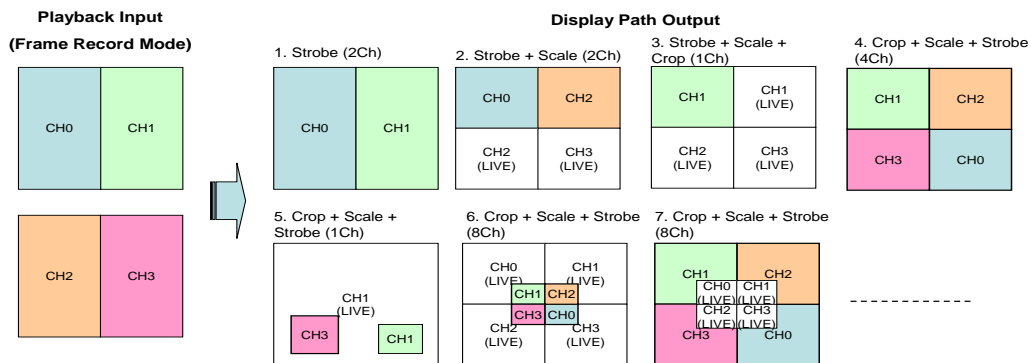 Playback Input
(Frame Record Mode)
CH0 CH1
CH2 CH3
Display Path Output
1. Strobe (2Ch)
CH0 CH1
2. Strobe + Scale (2Ch)
CH0 CH2
CH2
(LIVE)
CH3
(LIVE)
3. Strobe + Scale +
Crop (1Ch)
CH1
CH1
(LIVE)
CH2
(LIVE)
CH3
(LIVE)
4. Crop + Scale + Strobe
(4Ch)
CH1 CH2
CH3 CH0
5. Crop + Scale +
Strobe (1Ch)
CH1
(LIVE)
CH3 CH1
6. Crop + Scale + Strobe
(8Ch)
CH0
(LIVE)
CH1
(LIVE)
CH1 CH2
CH3 CH0
CH2
(LIVE)
CH3
(LIVE)
7. Crop + Scale + Strobe
(8Ch)
CH1 CH2
CH0
(LIVE)
CH1
(LIVE)
CH2
(LIVE)
CH3
(LIVE)
CH3 CH0